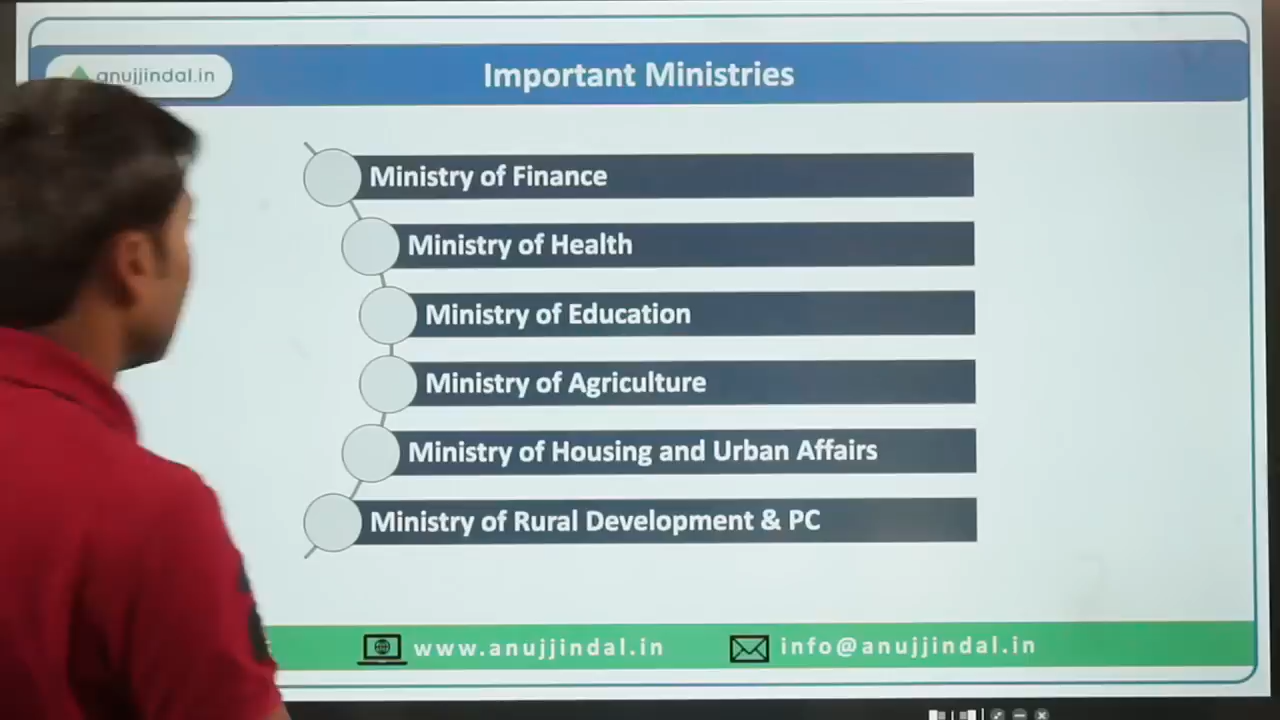 anujjindal.in
Important Ministries
Ministry of Finance
Ministry of Health
Ministry of Education
Ministry of Agriculture
Ministry of Housing and Urban Affairs
Ministry of Rural Development & PC
www.anujjindal.in
info@anujjindal.in